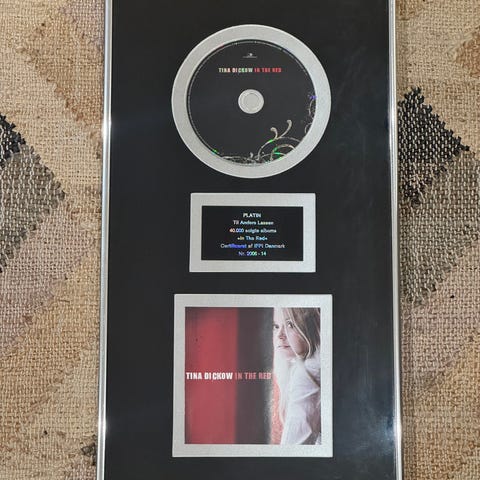 TINA DICKOW IN THE RED
PLATIN
Til Anders Lassen
40.000 solgte albums
»In The Red«
Certificeret af IFPI Danmark
Nr. 2006 - 14
TINA DICKOW IN THE RED